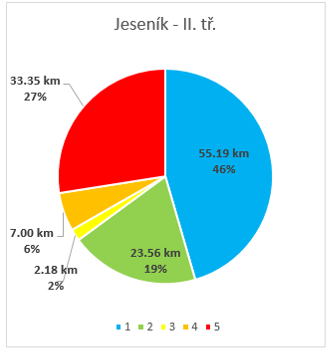 Jeseník - II. tř.
33.35 km
27%
55.19 km
46%
7.00 km
6%
2.18 km
2%
23.56 km
19%
1 2 3 4 5